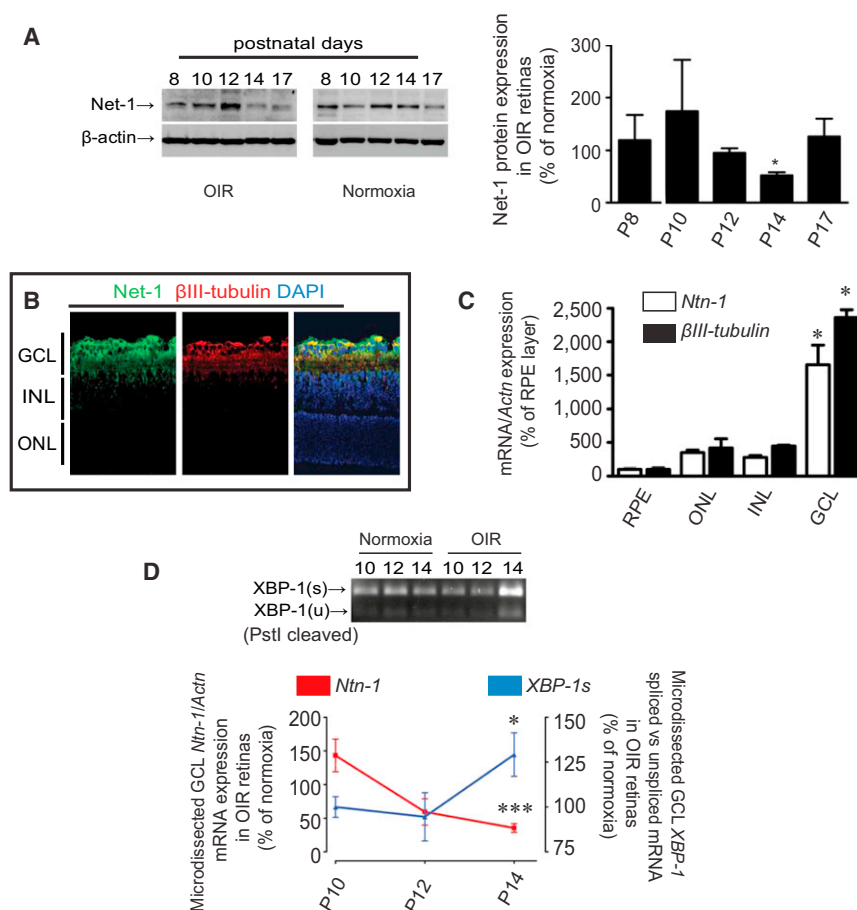 A
postnatal days
8 10 12 14 17 8 10 12 14 17
Net-1→
β-actin→
OIR Normoxia
Net-1 protein expression
in OIR retinas
(% of normoxia)
300
200
100
0
*
P8 P10 P12 P14 P17
B
Net-1 βIII-tubulin DAPI
GCL
INL
ONL
C
mRNA/Actn expression
(% of RPE layer)
2,500
2,000
1,500
1,000
500
0
Ntn-1
βIII-tubulin
* *
RPE ONL INL GCL
D
Normoxia OIR
10 12 14 10 12 14
XBP-1(s)→
XBP-1(u)→
(PstI cleaved)
Ntn-1 XBP-1s
Microdissected GCL Ntn-1/Actn
mRNA expression
in OIR retinas
(% of normoxia)
200
150
100
50
0
*
***
150
125
100
75
Microdissected GCL XBP-1
spliced vs unspliced mRNA
in OIR retinas
(% of normoxia)
P10 P12 P14